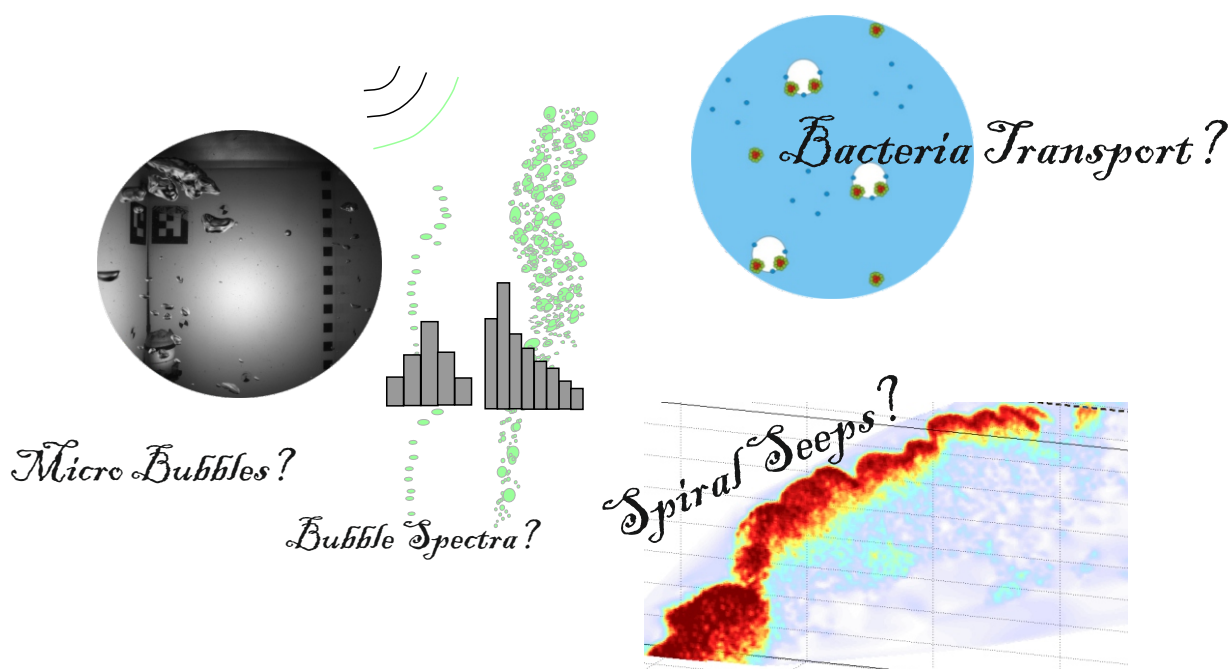 Bacteria Transport?
Micro Bubbles?
Bubble Spectra?
Spiral Seeps?